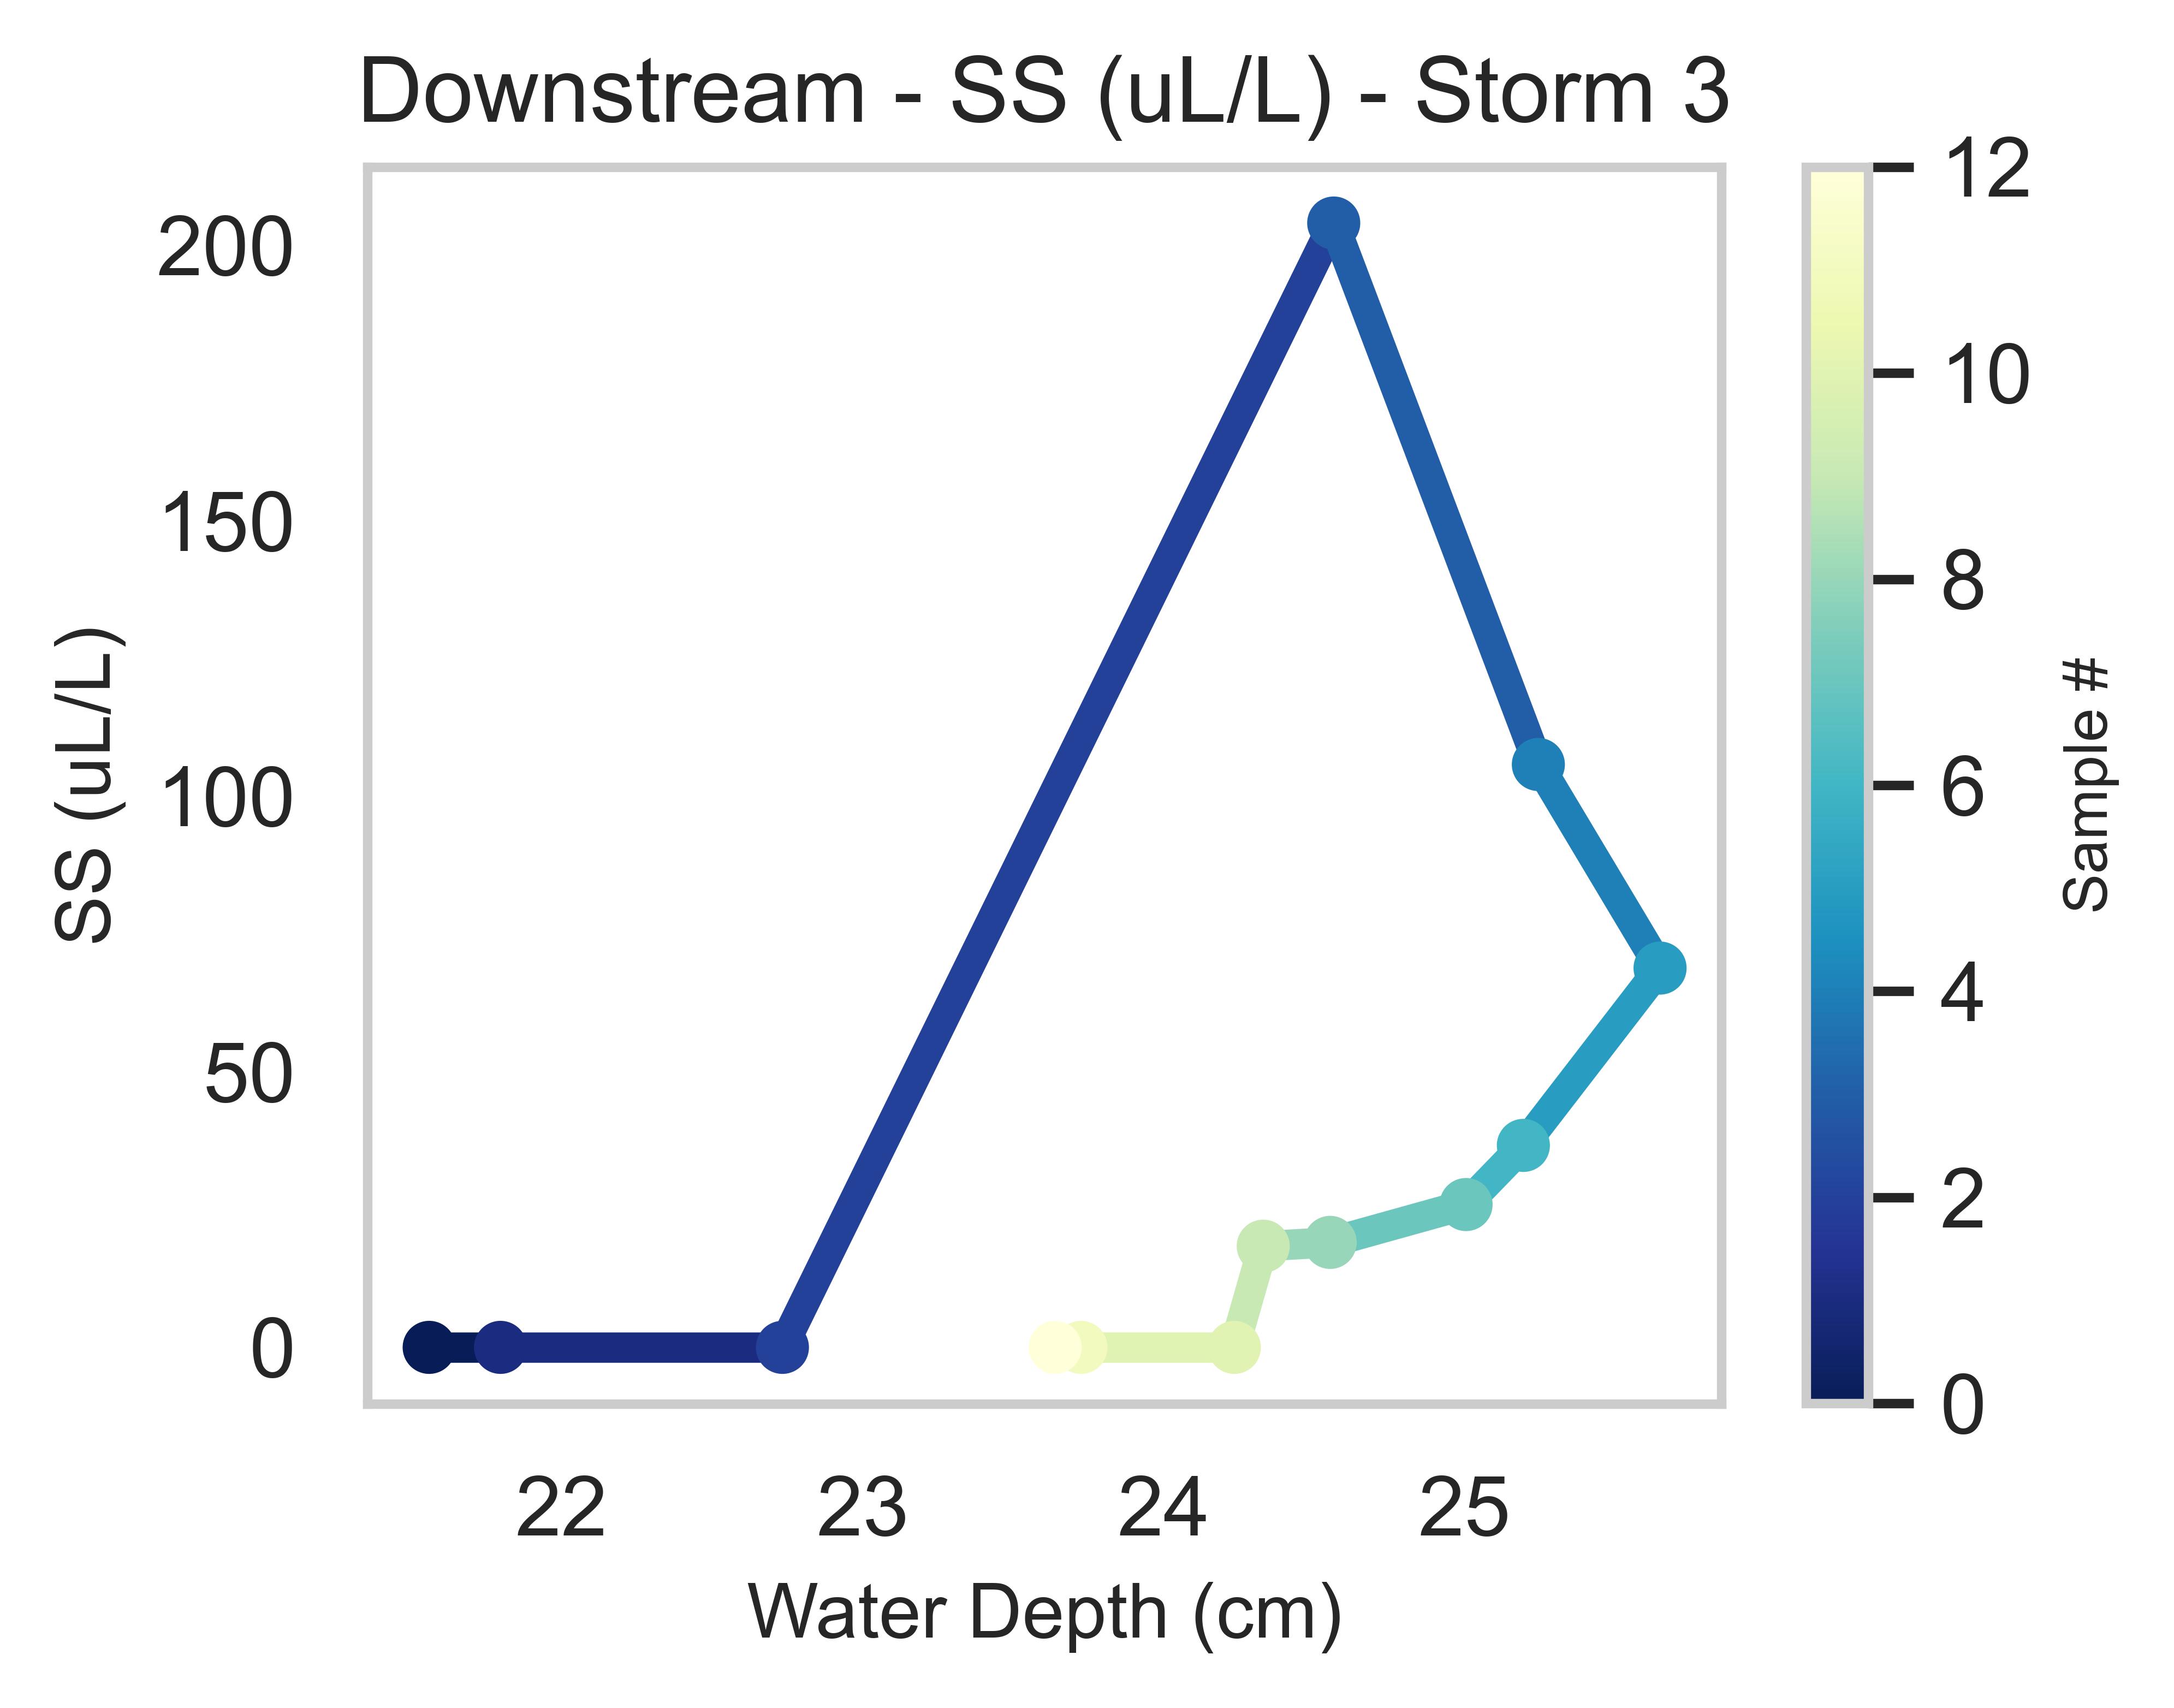 Downstream - SS (uL/L) - Storm 3
SS (uL/L)
200
150
100
50
0
22 23 24 25
Water Depth (cm)
12
10
8
6
4
2
0
Sample #